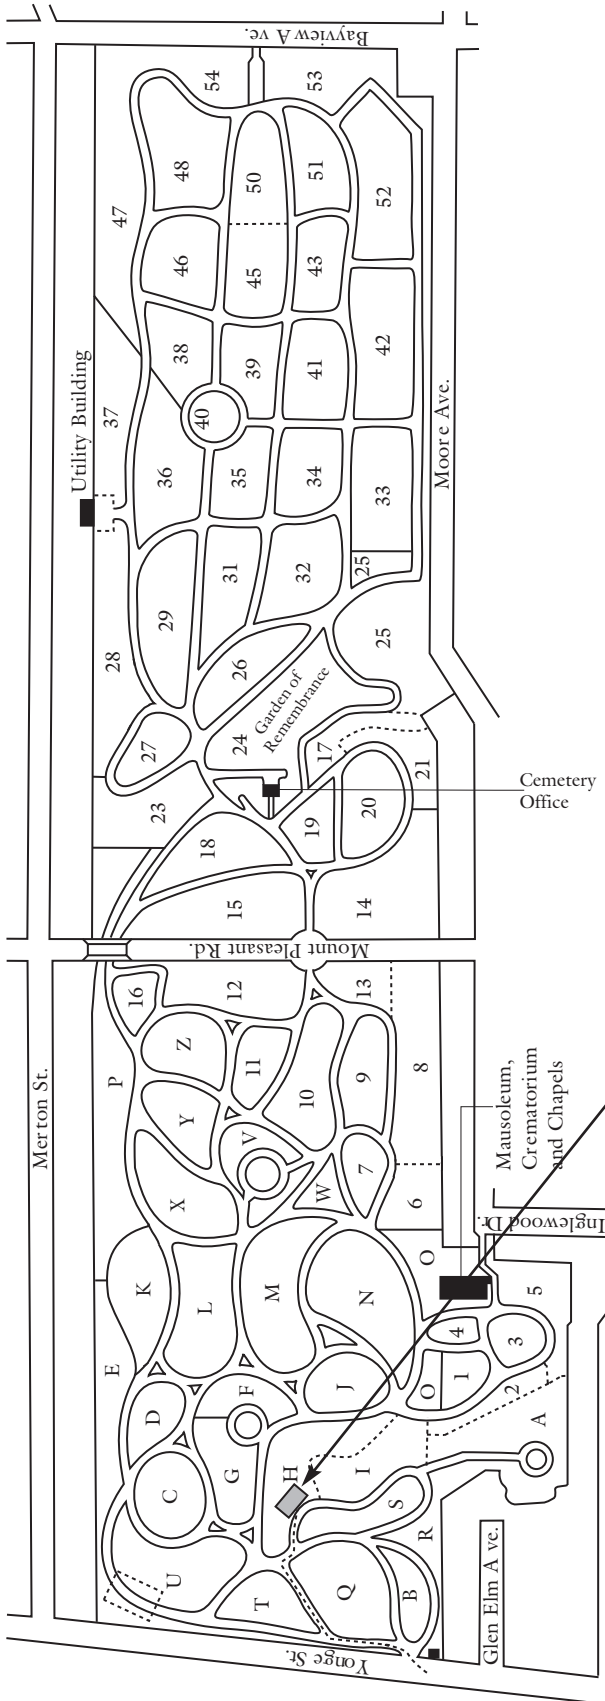 Bayview A ve.
54
53
47
48
50
51
52
46
45
43
Utility Building
37
38
39
41
42
40
36
35
34
33
Moore Ave.
28
29
31
32
25
25
26
Garden of
Remembrance
27
24
17
21
23
18
19
20
Cemetery
Office
15
14
Mount Pleasant Rd.
16
12
13
P
Z
11
10
9
8
Merton St.
Y
V
W
7
6
X
Mausoleum,
Crematorium
and Chapels
Inglewood Dr.
K
L
M
N
O
5
E
4
3
D
F
J
O
1
2
A
C
G
H
I
S
R
U
T
Q
B
Glen Elm A ve.
Yonge St.